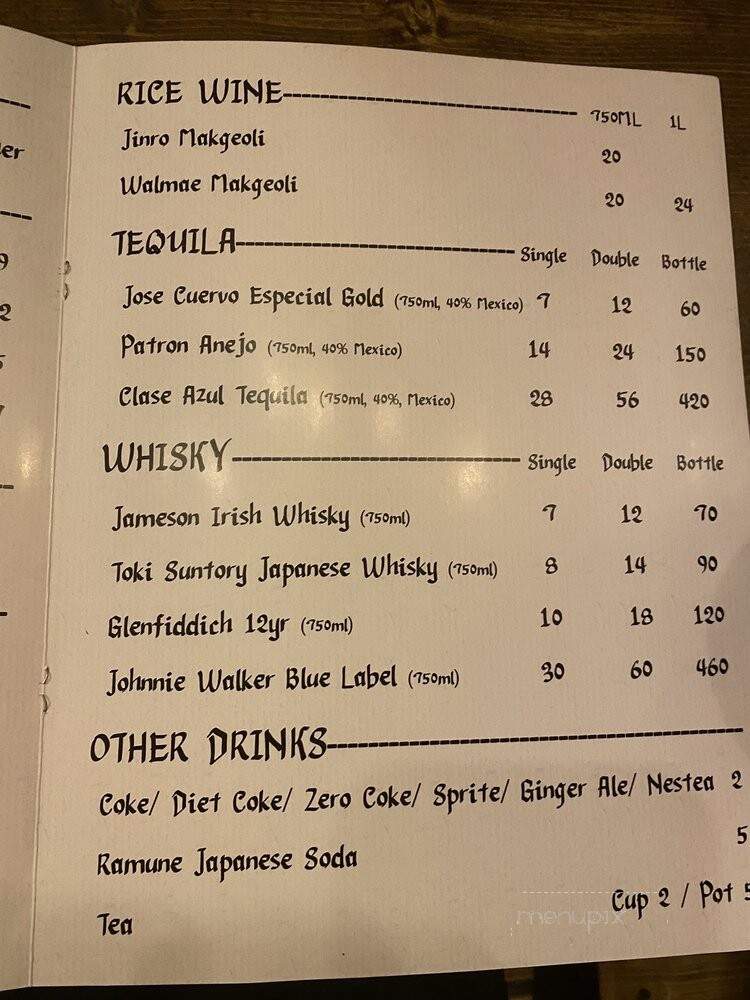 er
9
2
RICE WINE 750ML 1L
Jinro Makgeoli 20
Walmae Makgeoli 20 24
TEQUILA Single Double Bottle
Jose Cuervo Especial Gold (750ml, 40% Mexico) 7 12 60
Patron Anejo (750ml, 40% Mexico) 14 24 150
Clase Azul Tequila (750ml, 40%, Mexico) 28 56 420
WHISKY Single Double Bottle
Jameson Irish Whisky (750ml) 7 12 70
Toki Suntory Japanese Whisky (750ml) 8 14 90
Glenfiddich 12yr (750ml) 10 18 120
Johnnie Walker Blue Label (750ml) 30 60 460
OTHER DRINKS
Coke/ Diet Coke/ Zero Coke/ Sprite/ Ginger Ale/ Nestea 2
Ramune Japanese Soda 5
Tea Cup 2 / Pot 5
menupix